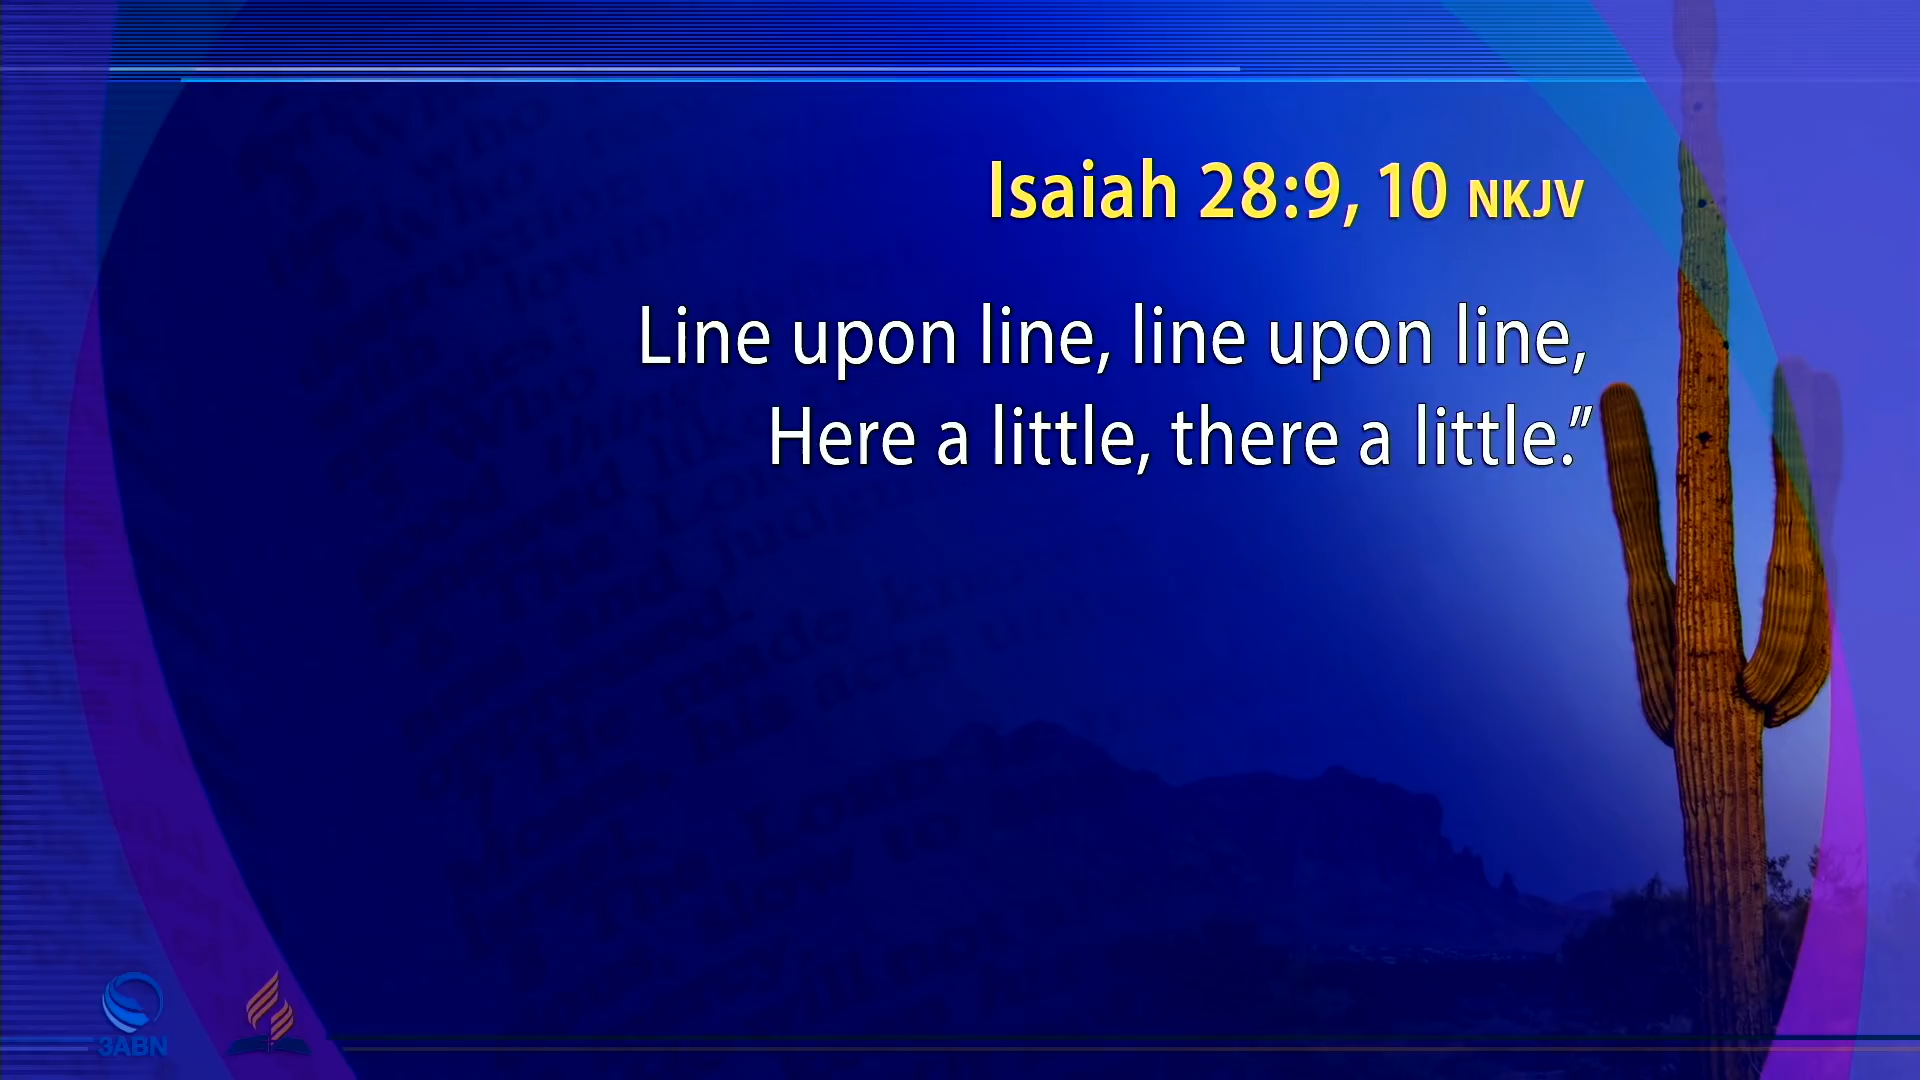 Isaiah 28:9, 10 NKJV
Line upon line, line upon line,
Here a little, there a little.”
3ABN